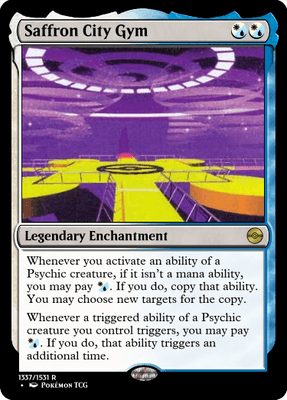 Saffron City Gym
Legendary Enchantment
Whenever you activate an ability of a
Psychic creature, if it isn't a mana ability,
you may pay . If you do, copy that ability.
You may choose new targets for the copy.
Whenever a triggered ability of a Psychic
creature you control triggers, you may pay
. If you do, that ability triggers an
additional time.
1337/1531 R
• Pokémon TCG